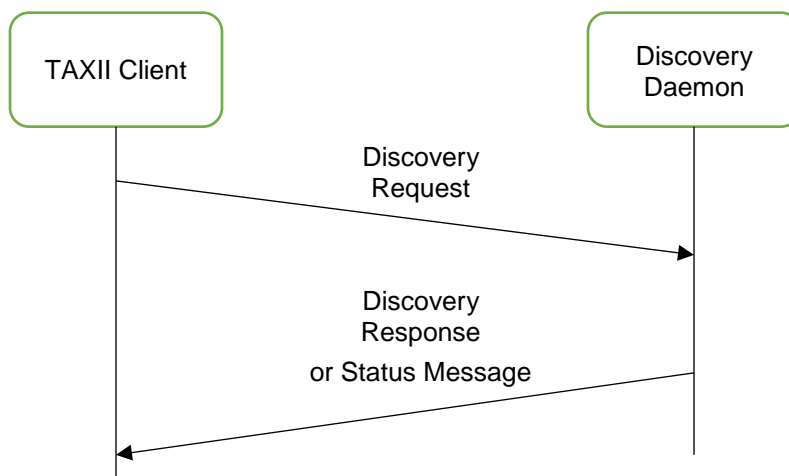 TAXII Client
Discovery
Daemon
Discovery
Request
Discovery
Response
or Status Message